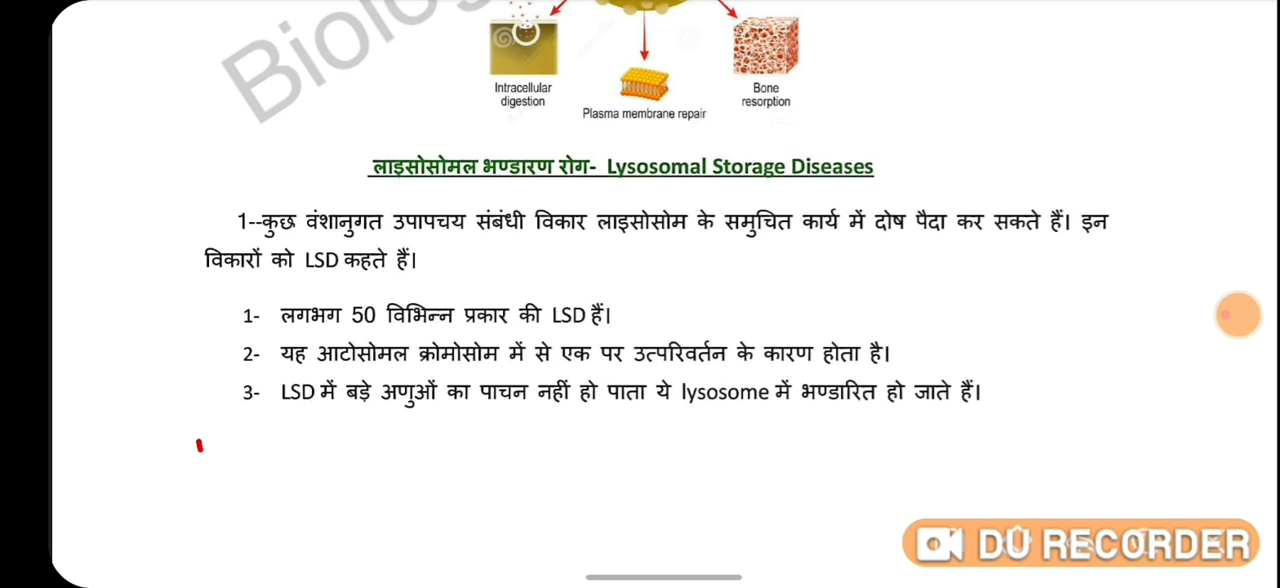 Biolog
Intracellular
digestion
Plasma membrane repair
Bone
resorption
लाइसोसोमल भण्डारण रोग- Lysosomal Storage Diseases
1--कुछ वंशानुगत उपापचय संबंधी विकार लाइसोसोम के समुचित कार्य में दोष पैदा कर सकते हैं। इन
विकारों को LSD कहते हैं।
1- लगभग 50 विभिन्न प्रकार की LSD हैं।
2- यह आटोसोमल क्रोमोसोम में से एक पर उत्परिवर्तन के कारण होता है।
3- LSD में बड़े अणुओं का पाचन नहीं हो पाता ये lysosome में भण्डारित हो जाते हैं।
DU RECORDER